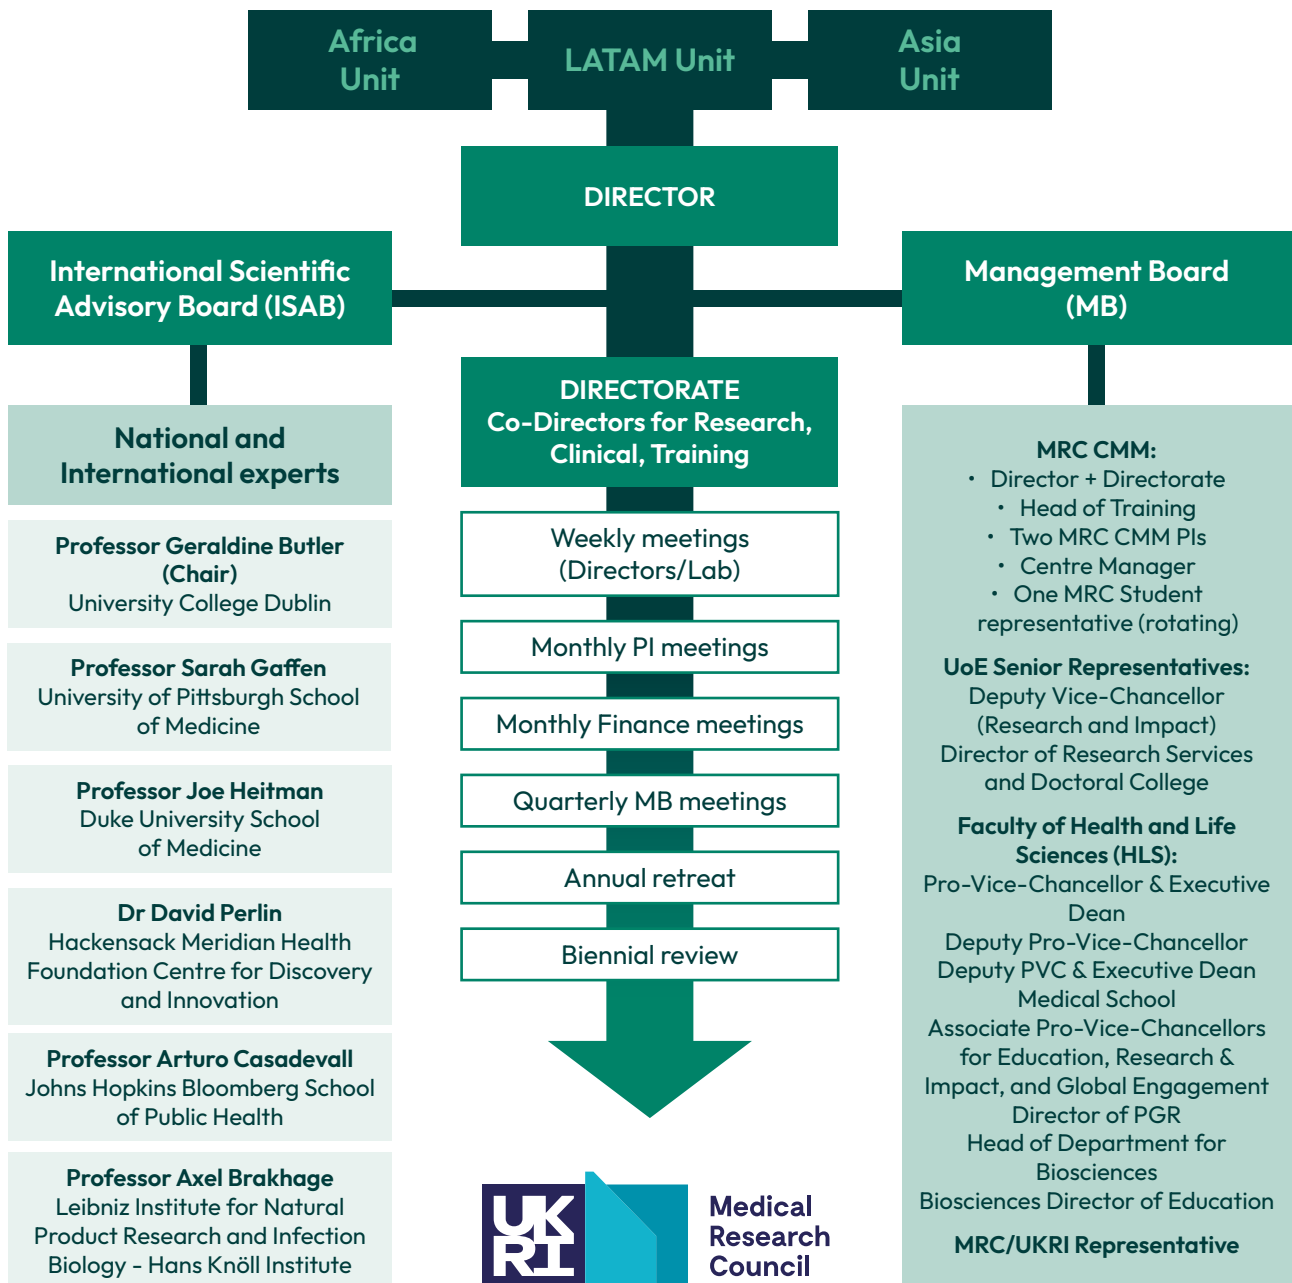 Africa
Unit
LATAM Unit
Asia
Unit
DIRECTOR
International Scientific
Advisory Board (ISAB)
Management Board
(MB)
DIRECTORATE
Co-Directors for Research,
Clinical, Training
National and
International experts
Professor Geraldine Butler
(Chair)
University College Dublin
Professor Sarah Gaffen
University of Pittsburgh School
of Medicine
Professor Joe Heitman
Duke University School
of Medicine
Dr David Perlin
Hackensack Meridian Health
Foundation Centre for Discovery
and Innovation
Professor Arturo Casadevall
Johns Hopkins Bloomberg School
of Public Health
Professor Axel Brakhage
Leibniz Institute for Natural
Product Research and Infection
Biology - Hans Knöll Institute
Weekly meetings
(Directors/Lab)
Monthly PI meetings
Monthly Finance meetings
Quarterly MB meetings
Annual retreat
Biennial review
MRC CMM:
• Director + Directorate
• Head of Training
• Two MRC CMM PIs
• Centre Manager
• One MRC Student
representative (rotating)
UoE Senior Representatives:
Deputy Vice-Chancellor
(Research and Impact)
Director of Research Services
and Doctoral College
Faculty of Health and Life
Sciences (HLS):
Pro-Vice-Chancellor & Executive
Dean
Deputy Pro-Vice-Chancellor
Deputy PVC & Executive Dean
Medical School
Associate Pro-Vice-Chancellors
for Education, Research &
Impact, and Global Engagement
Director of PGR
Head of Department for
Biosciences
Biosciences Director of Education
MRC/UKRI Representative
UK
RI
Medical
Research
Council